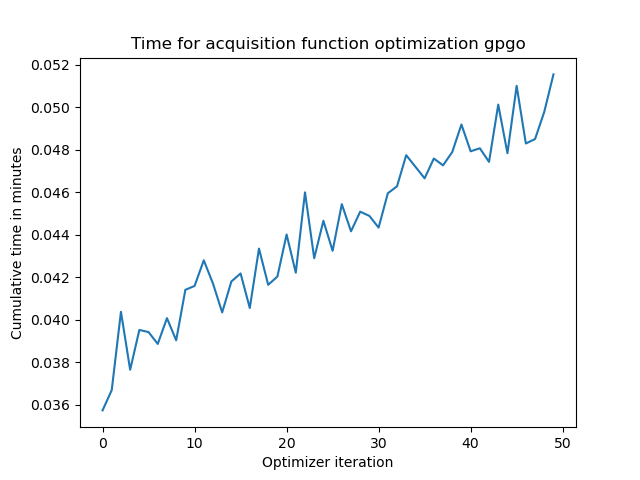 Time for acquisition function optimization gpgo
Cumulative time in minutes
0.052
0.050
0.048
0.046
0.044
0.042
0.040
0.038
0.036
0 10 20 30 40 50
Optimizer iteration